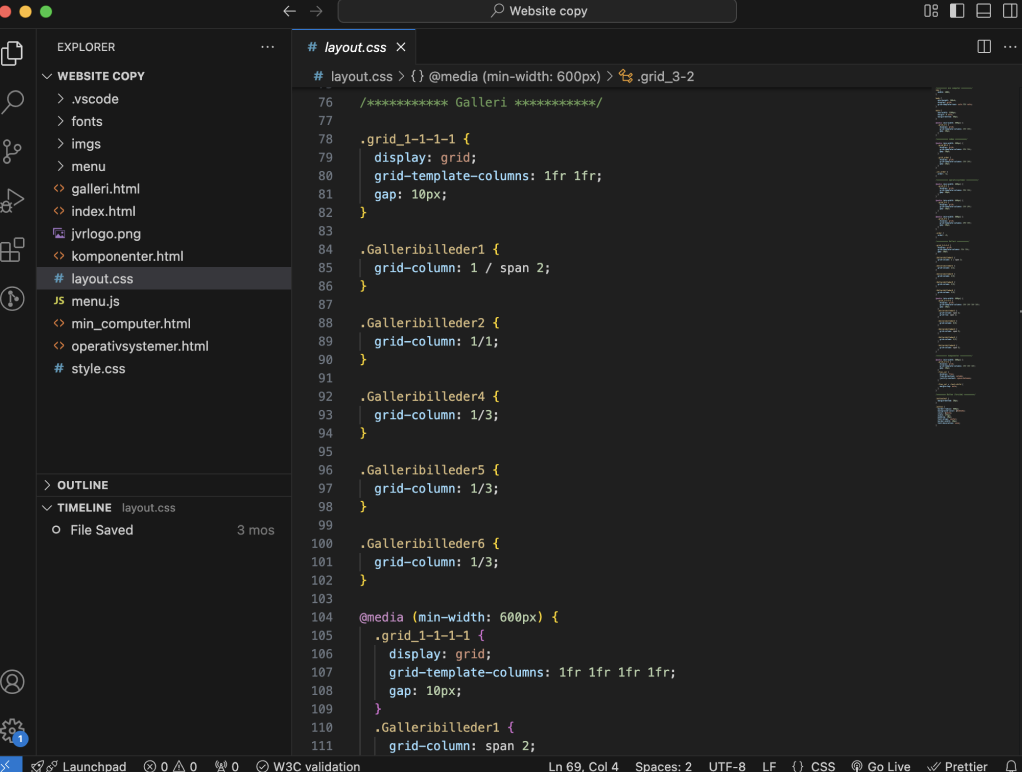 Website copy
EXPLORER
WEBSITE COPY
.vscode
fonts
imgs
menu
galleri.html
index.html
jvrlogo.png
komponenter.html
# layout.css
JS menu.js
min_computer.html
operativsystemer.html
# style.css
OUTLINE
TIMELINE layout.css
File Saved 3 mos
# layout.css
# layout.css > {} @media (min-width: 600px) > .grid_3-2
76 /*********** Galleri ***********/
77
78 .grid_1-1-1-1 {
79 display: grid;
80 grid-template-columns: 1fr 1fr;
81 gap: 10px;
82 }
83
84 .Galleribilleder1 {
85 grid-column: 1 / span 2;
86 }
87
88 .Galleribilleder2 {
89 grid-column: 1/1;
90 }
91
92 .Galleribilleder4 {
93 grid-column: 1/3;
94 }
95
96 .Galleribilleder5 {
97 grid-column: 1/3;
98 }
99
100 .Galleribilleder6 {
101 grid-column: 1/3;
102 }
103
104 @media (min-width: 600px) {
105 .grid_1-1-1-1 {
106 display: grid;
107 grid-template-columns: 1fr 1fr 1fr 1fr;
108 gap: 10px;
109 }
110 .Galleribilleder1 {
111 grid-column: span 2;
1
Launchpad 0 0 0 W3C validation Ln 69, Col 4 Spaces: 2 UTF-8 LF {} CSS Go Live Prettier